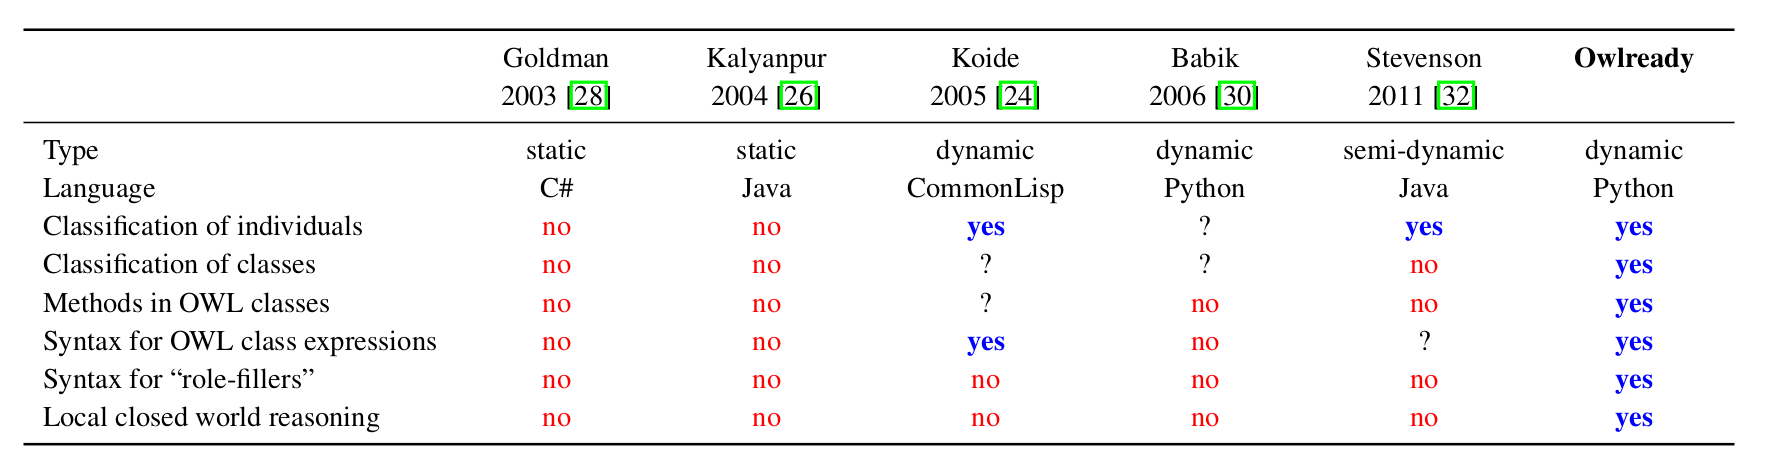 Goldman Kalyanpur Koide Babik Stevenson Owlready
2003 [28] 2004 [26] 2005 [24] 2006 [30] 2011 [32]
Type static static dynamic dynamic semi-dynamic dynamic
Language C# Java CommonLisp Python Java Python
Classification of individuals no no yes ? yes yes
Classification of classes no no ? ? no yes
Methods in OWL classes no no ? no no yes
Syntax for OWL class expressions no no yes no ? yes
Syntax for “role-fillers” no no no no no yes
Local closed world reasoning no no no no no yes